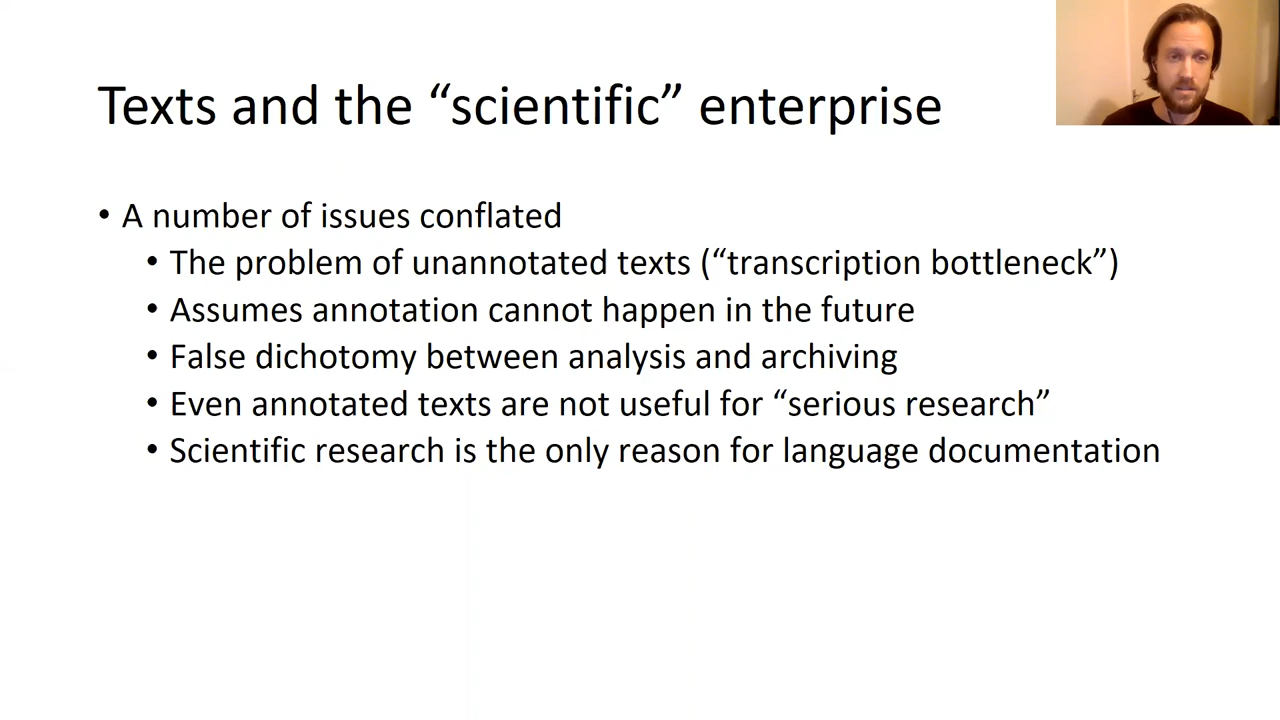 Texts and the “scientific” enterprise
• A number of issues conflated
• The problem of unannotated texts (“transcription bottleneck”)
• Assumes annotation cannot happen in the future
• False dichotomy between analysis and archiving
• Even annotated texts are not useful for “serious research”
• Scientific research is the only reason for language documentation